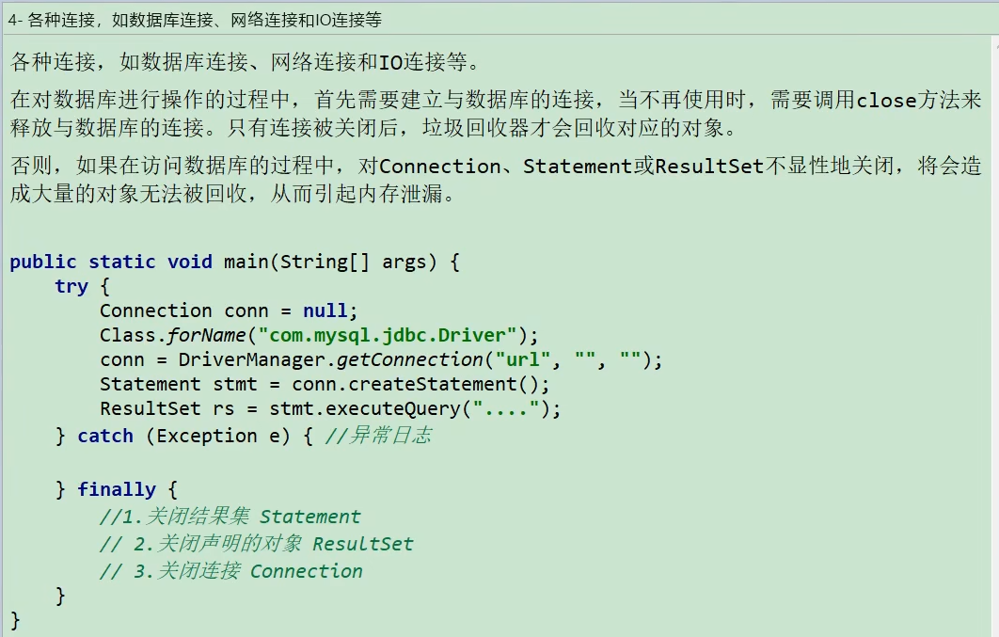 4- 各种连接，如数据库连接、网络连接和IO连接等
各种连接，如数据库连接、网络连接和IO连接等。
在对数据库进行操作的过程中，首先需要建立与数据库的连接，当不再使用时，需要调用close方法来
释放与数据库的连接。只有连接被关闭后，垃圾回收器才会回收对应的对象。
否则，如果在访问数据库的过程中，对Connection、Statement或ResultSet不显性地关闭，将会造
成大量的对象无法被回收，从而引起内存泄漏。
public static void main(String[] args) {
    try {
        Connection conn = null;
        Class.forName("com.mysql.jdbc.Driver");
        conn = DriverManager.getConnection("url", "", "");
        Statement stmt = conn.createStatement();
        ResultSet rs = stmt.executeQuery("....");
    } catch (Exception e) { //异常日志
    } finally {
        //1.关闭结果集 Statement
        // 2.关闭声明的对象 ResultSet
        // 3.关闭连接 Connection
    }
}